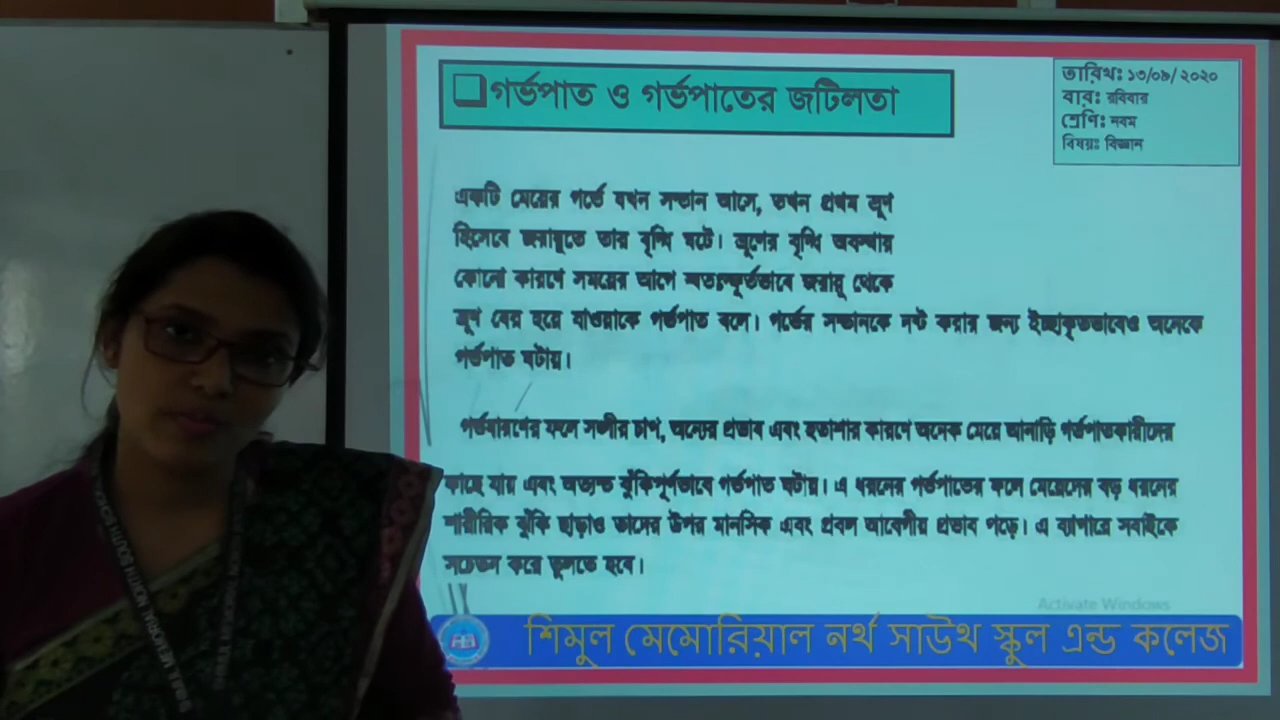 গর্ভপাত ও গর্ভপাতের জটিলতা
তারিখঃ ১৩/০৯/২০২০
বারঃ রবিবার
শ্রেণিঃ নবম
বিষয়ঃ বিজ্ঞান
একটি মেয়ের গর্ভে যখন সন্তান আসে, তখন প্রথম ভ্রূণ
হিসেবে জরায়ুতে তার বৃদ্ধি ঘটে। ভ্রূণের বৃদ্ধি অবস্থায়
কোনো কারণে সময়ের আগে স্বতঃস্ফূর্তভাবে জরায়ু থেকে
ভ্রূণ বের হয়ে যাওয়াকে গর্ভপাত বলে। গর্ভের সন্তানকে নষ্ট করার জন্য ইচ্ছাকৃতভাবেও অনেকে
গর্ভপাত ঘটায়।
গর্ভধারণের ফলে সঙ্গীর চাপ, অন্যের প্রভাব এবং হতাশার কারণে অনেক মেয়ে আনাড়ি গর্ভপাতকারীদের
কাছে যায় এবং অত্যন্ত ঝুঁকিপূর্ণভাবে গর্ভপাত ঘটায়। এ ধরনের গর্ভপাতের ফলে মেয়েদের বড় ধরনের
শারীরিক ঝুঁকি ছাড়াও তাদের উপর মানসিক এবং প্রবল আবেগীয় প্রভাব পড়ে। এ ব্যাপারে সবাইকে
সচেতন করে তুলতে হবে।
Activate Windows
শিমুল মেমোরিয়াল নর্থ সাউথ স্কুল এন্ড কলেজ